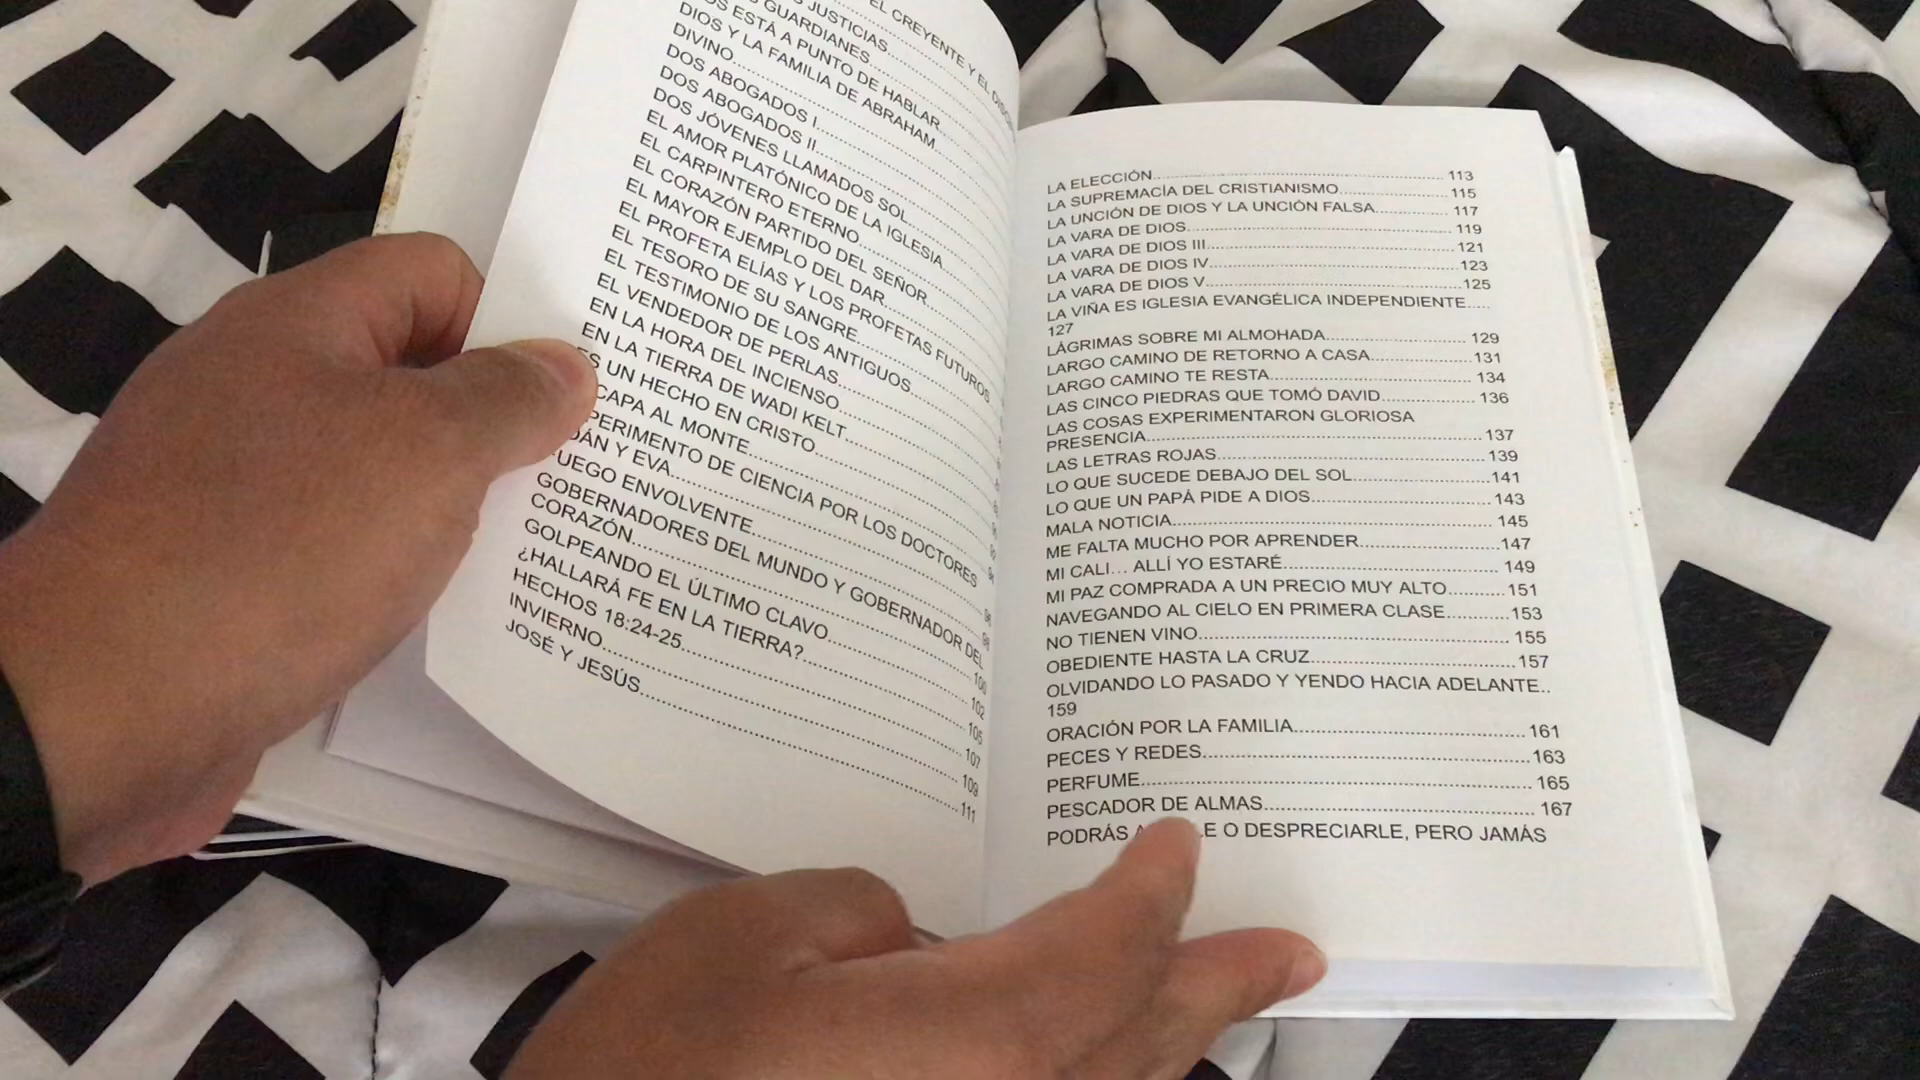 EL CREYENTE Y EL
JUSTICIAS
GUARDIANES
ESTÁ A PUNTO DE HABLAR
DIOS Y LA FAMILIA DE ABRAHAM
DIVINO
DOS ABOGADOS I
DOS ABOGADOS II
DOS JÓVENES LLAMADOS SOL
EL AMOR PLATÓNICO DE LA IGLESIA
EL CARPINTERO ETERNO
EL CORAZÓN PARTIDO DEL SEÑOR
EL MAYOR EJEMPLO DEL DAR
EL PROFETA ELÍAS Y LOS PROFETAS FUTUROS
EL TESORO DE SU SANGRE
EL TESTIMONIO DE LOS ANTIGUOS
EL VENDEDOR DE PERLAS
EN LA HORA DEL INCIENSO
EN LA TIERRA DE WADI KELT
UN HECHO EN CRISTO
CAPA AL MONTE
POR LOS DOCTORES
Y EVA
ENVOLVENTE
GOBERNADORES DEL MUNDO Y GOBERNADOR DEL
CORAZÓN 100
GOLPEANDO EL ÚLTIMO CLAVO 102
¿HALLARÁ FE EN LA TIERRA? 105
HECHOS 18:24-25 107
INVIERNO 109
JOSÉ Y JESÚS 111
LA ELECCIÓN 113
LA SUPREMACÍA DEL CRISTIANISMO 115
LA UNCIÓN DE DIOS Y LA UNCIÓN FALSA 117
LA VARA DE DIOS 119
LA VARA DE DIOS III 121
LA VARA DE DIOS IV 123
LA VARA DE DIOS V 125
LA VIÑA ES IGLESIA EVANGÉLICA INDEPENDIENTE
127
LÁGRIMAS SOBRE MI ALMOHADA 129
LARGO CAMINO DE RETORNO A CASA 131
LARGO CAMINO TE RESTA 134
LAS CINCO PIEDRAS QUE TOMÓ DAVID 136
LAS COSAS EXPERIMENTARON GLORIOSA
PRESENCIA 137
LAS LETRAS ROJAS 139
LO QUE SUCEDE DEBAJO DEL SOL 141
LO QUE UN PAPÁ PIDE A DIOS 143
MALA NOTICIA 145
ME FALTA MUCHO POR APRENDER 147
MI CALI... ALLÍ YO ESTARÉ 149
MI PAZ COMPRADA A UN PRECIO MUY ALTO 151
NAVEGANDO AL CIELO EN PRIMERA CLASE 153
NO TIENEN VINO 155
OBEDIENTE HASTA LA CRUZ 157
OLVIDANDO LO PASADO Y YENDO HACIA ADELANTE..
159
ORACIÓN POR LA FAMILIA 161
PECES Y REDES 163
PERFUME 165
PESCADOR DE ALMAS 167
PODRÁS O DESPRECIARLE, PERO JAMÁS